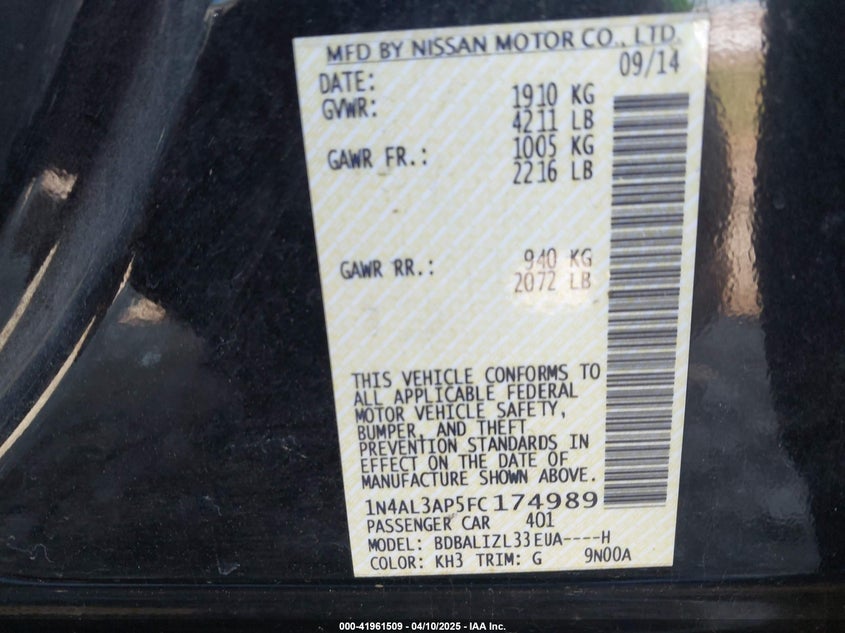 MFD BY NISSAN MOTOR CO., LTD.
DATE: 09/14
GVWR: 1910 KG
4211 LB
GAWR FR.: 1005 KG
2216 LB
GAWR RR.: 940 KG
2072 LB
THIS VEHICLE CONFORMS TO
ALL APPLICABLE FEDERAL
MOTOR VEHICLE SAFETY,
BUMPER, AND THEFT
PREVENTION STANDARDS IN
EFFECT ON THE DATE OF
MANUFACTURE SHOWN ABOVE.
1N4AL3AP5FC174989
PASSENGER CAR 401
MODEL: BDBALIZL33EUA----H
COLOR: KH3 TRIM: G 9N00A
000-41961509 - 04/10/2025 - IAA Inc.